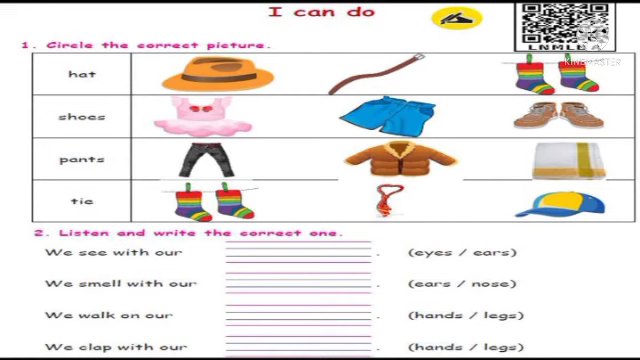 I can do
LNMLBA
KINEMASTER
1. Circle the correct picture.
hat
shoes
pants
tie
2. Listen and write the correct one.
We see with our . (eyes / ears)
We smell with our . (ears / nose)
We walk on our . (hands / legs)
We clap with our . (hands / legs)